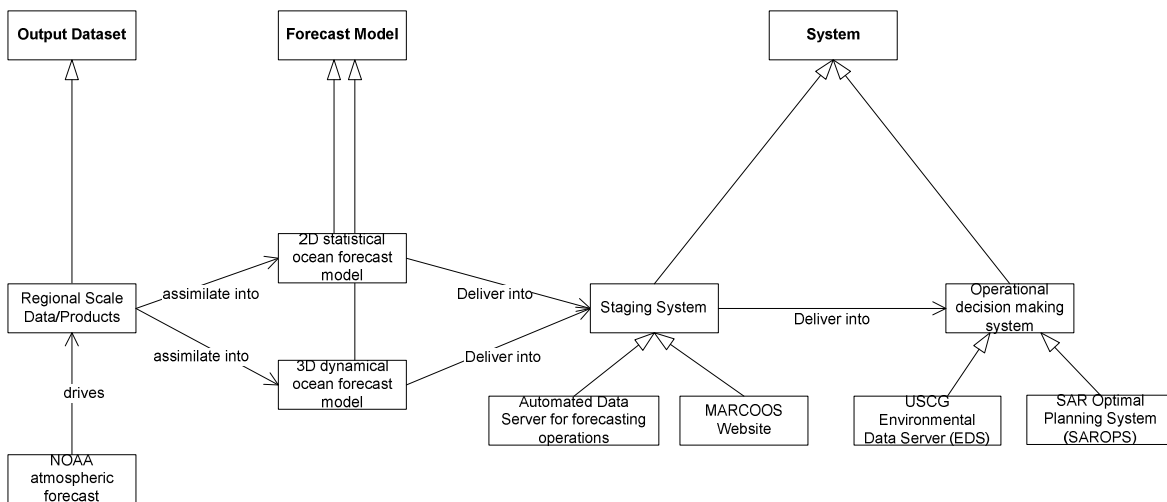 Output Dataset
Forecast Model
System
2D statistical
ocean forecast
model
assimilate into
Deliver into
Regional Scale
Data/Products
Staging System
Operational
decision making
system
Deliver into
assimilate into
Deliver into
3D dynamical
ocean forecast
model
drives
Automated Data
Server for forecasting
operations
MARCOOS
Website
USCG
Environmental
Data Server (EDS)
SAR Optimal
Planning System
(SAROPS)
NOAA
atmospheric
forecast